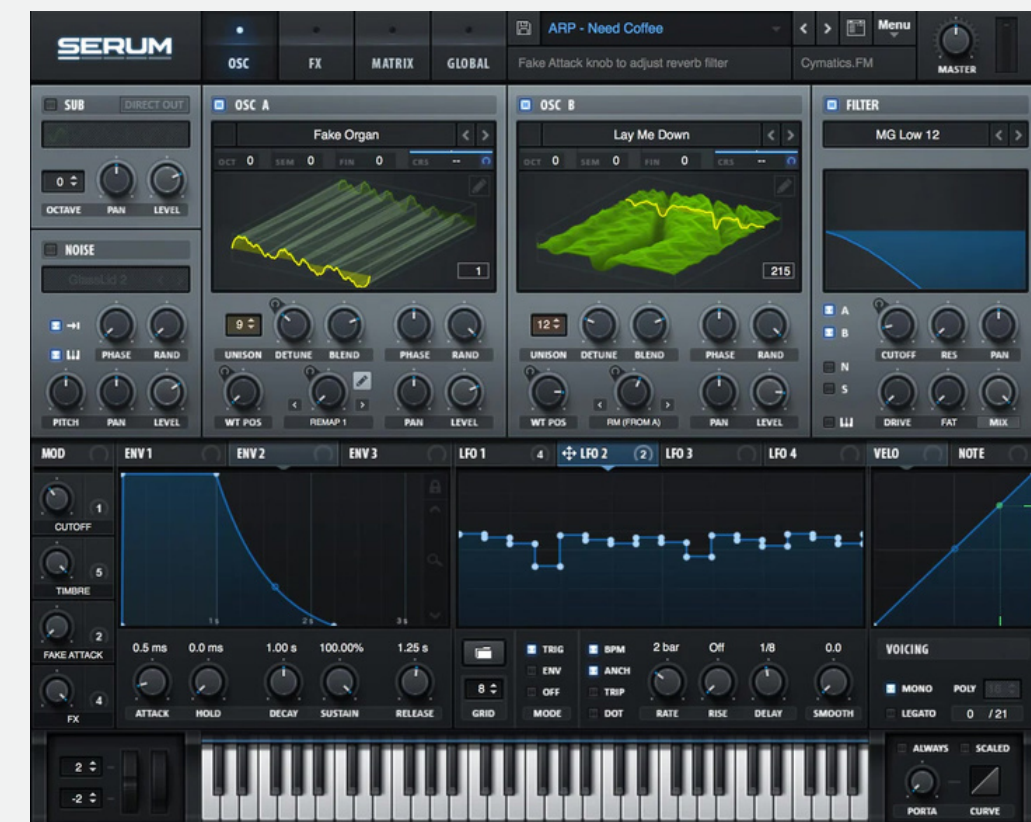 SERUM
OSC
FX
MATRIX
GLOBAL
ARP - Need Coffee
Menu
Fake Attack knob to adjust reverb filter
Cymatics.FM
MASTER
SUB DIRECT OUT
0
OCTAVE PAN LEVEL
NOISE
GlassLid 2
PHASE RAND
PITCH PAN LEVEL
OSC A
Fake Organ
OCT 0 SEM 0 FIN 0 CRS --
1
9
UNISON DETUNE BLEND PHASE RAND
WT POS REMAP 1 PAN LEVEL
OSC B
Lay Me Down
OCT 0 SEM 0 FIN 0 CRS --
215
12
UNISON DETUNE BLEND PHASE RAND
WT POS RM (FROM A) PAN LEVEL
FILTER
MG Low 12
A
B
N
S
CUTOFF RES PAN
DRIVE FAT MIX
MOD ENV 1 ENV 2 ENV 3 LFO 1 4 LFO 2 2 LFO 3 LFO 4 VELO NOTE
1
CUTOFF
5
TIMBRE
2
FAKE ATTACK
4
FX
1 s 2 s 3 s
0.5 ms 0.0 ms 1.00 s 100.00% 1.25 s
ATTACK HOLD DECAY SUSTAIN RELEASE
8
GRID
TRIG
ENV
OFF
MODE
BPM
ANCH
TRIP
DOT
2 bar Off 1/8 0.0
RATE RISE DELAY SMOOTH
VOICING
MONO POLY 16
LEGATO 0 /21
2
-2
ALWAYS SCALED
PORTA CURVE